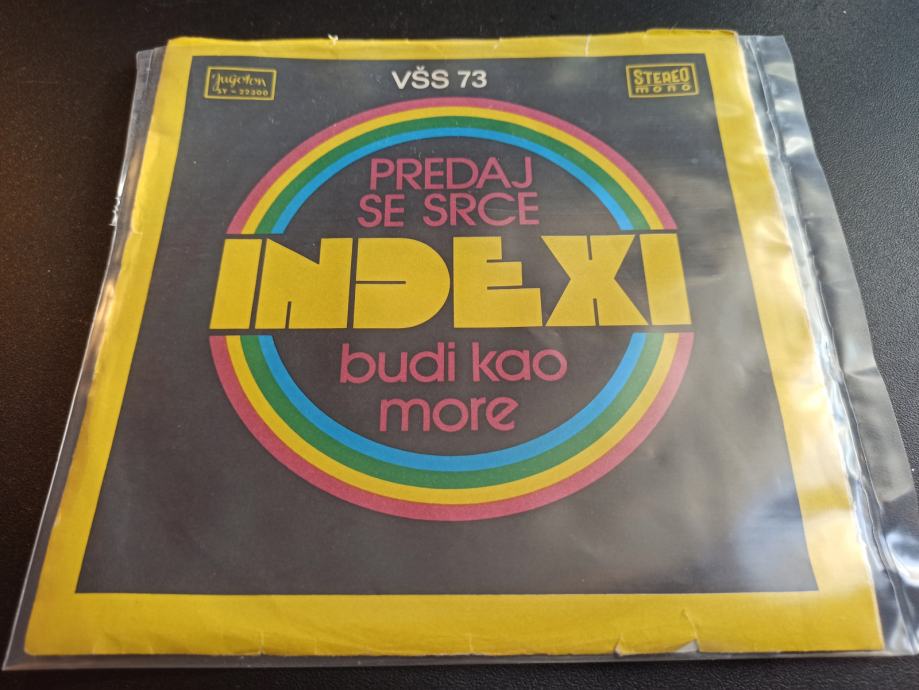 Jugoton
SY - 22300
VŠS 73
STEREO
mono
PREDAJ
SE SRCE
INDEXI
budi kao
more